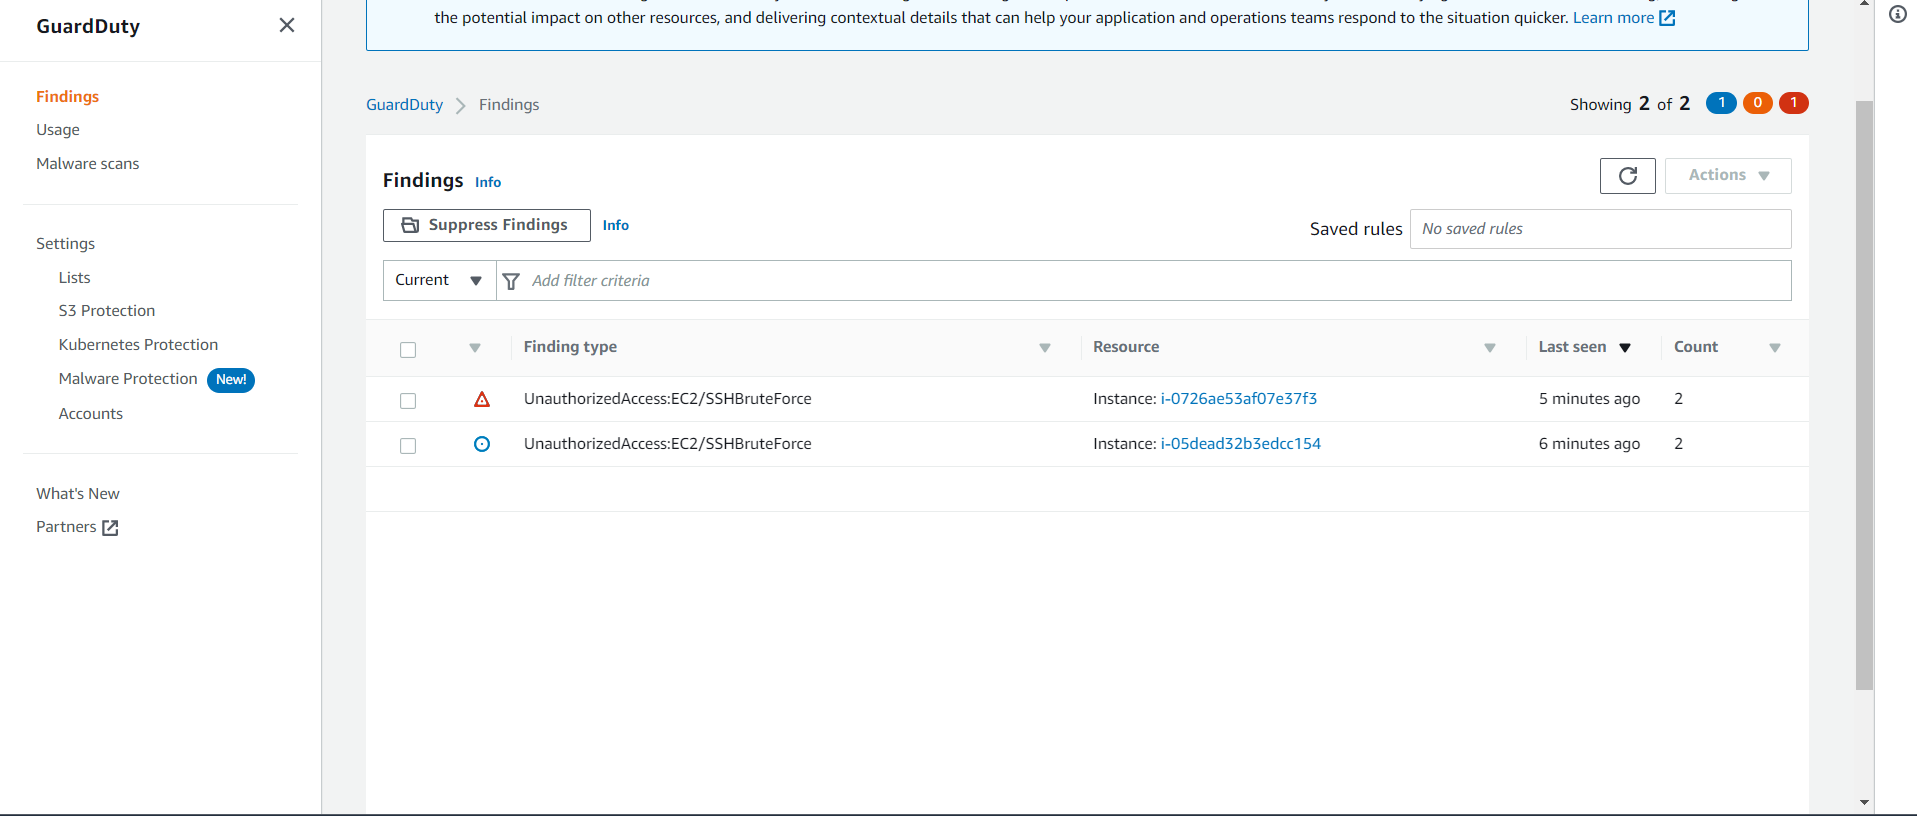 GuardDuty
Findings
Usage
Malware scans
Settings
Lists
S3 Protection
Kubernetes Protection
Malware Protection New!
Accounts
What's New
Partners
the potential impact on other resources, and delivering contextual details that can help your application and operations teams respond to the situation quicker. Learn more
GuardDuty Findings
Showing 2 of 2 1 0 1
Findings Info
Actions
Suppress Findings Info
Saved rules No saved rules
Current Add filter criteria
Finding type Resource Last seen Count
UnauthorizedAccess:EC2/SSHBruteForce Instance: i-0726ae53af07e37f3 5 minutes ago 2
UnauthorizedAccess:EC2/SSHBruteForce Instance: i-05dead32b3edcc154 6 minutes ago 2